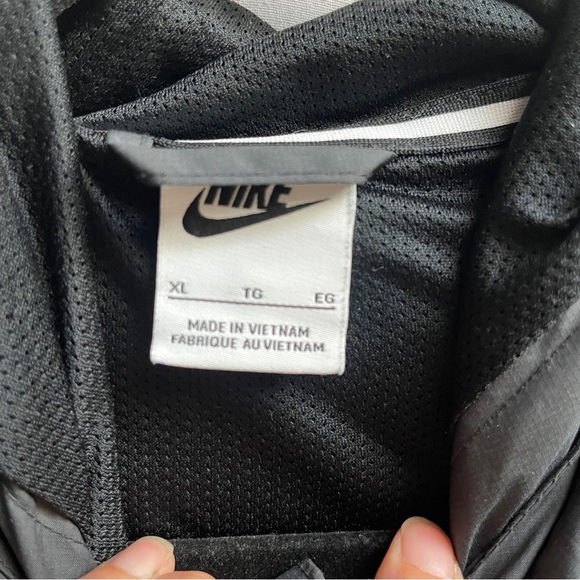 NIKE
XL TG EG
MADE IN VIETNAM
FABRIQUE AU VIETNAM